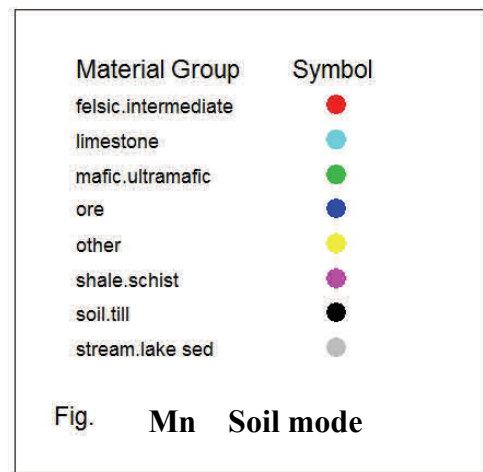 Material Group Symbol
felsic.intermediate
limestone
mafic.ultramafic
ore
other
shale.schist
soil.till
stream.lake sed
Fig. Mn Soil mode